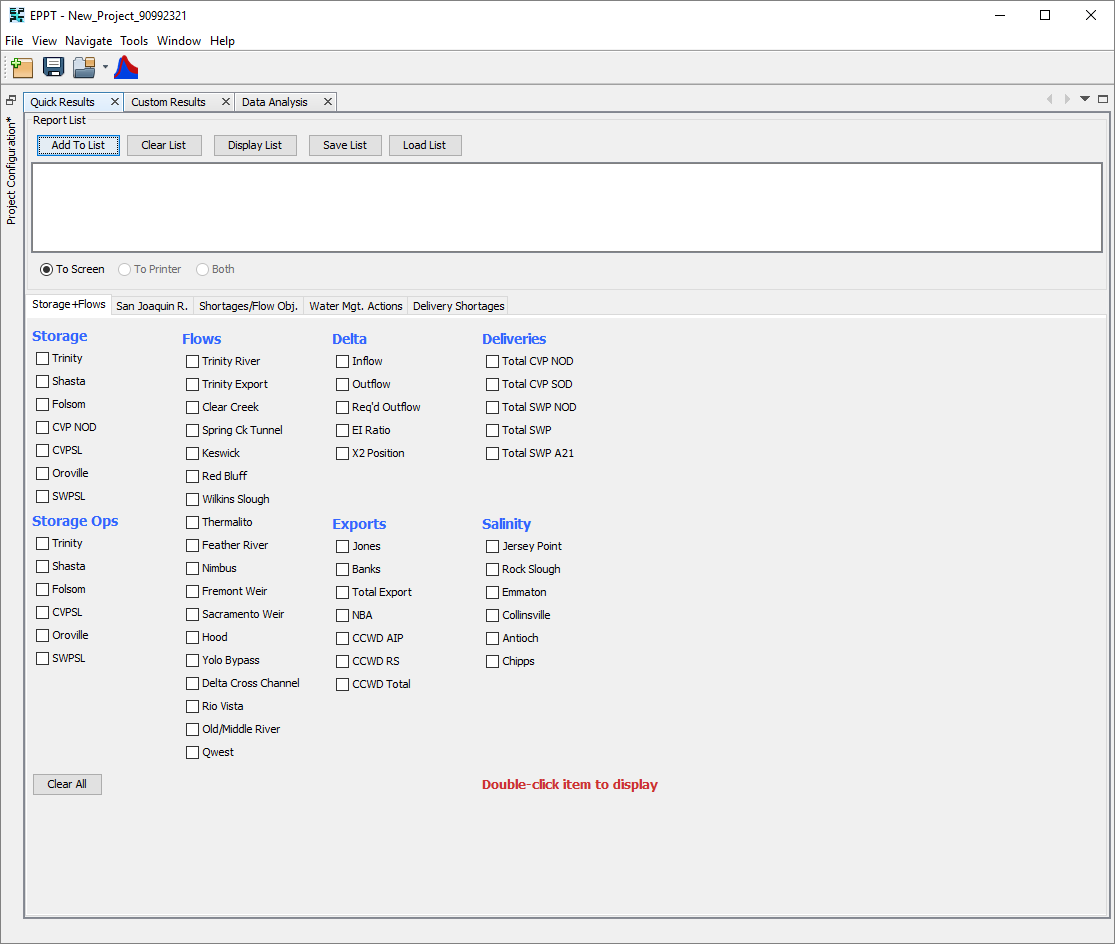 EPPT - New_Project_90992321
File View Navigate Tools Window Help
Project Configuration*
Quick Results Custom Results Data Analysis
Report List
Add To List Clear List Display List Save List Load List
To Screen To Printer Both
Storage+Flows San Joaquin R. Shortages/Flow Obj. Water Mgt. Actions Delivery Shortages
Storage
Trinity
Shasta
Folsom
CVP NOD
CVPSL
Oroville
SWPSL
Storage Ops
Trinity
Shasta
Folsom
CVPSL
Oroville
SWPSL
Flows
Trinity River
Trinity Export
Clear Creek
Spring Ck Tunnel
Keswick
Red Bluff
Wilkins Slough
Thermalito
Feather River
Nimbus
Fremont Weir
Sacramento Weir
Hood
Yolo Bypass
Delta Cross Channel
Rio Vista
Old/Middle River
Qwest
Delta
Inflow
Outflow
Req'd Outflow
EI Ratio
X2 Position
Exports
Jones
Banks
Total Export
NBA
CCWD AIP
CCWD RS
CCWD Total
Deliveries
Total CVP NOD
Total CVP SOD
Total SWP NOD
Total SWP
Total SWP A21
Salinity
Jersey Point
Rock Slough
Emmaton
Collinsville
Antioch
Chipps
Clear All
Double-click item to display